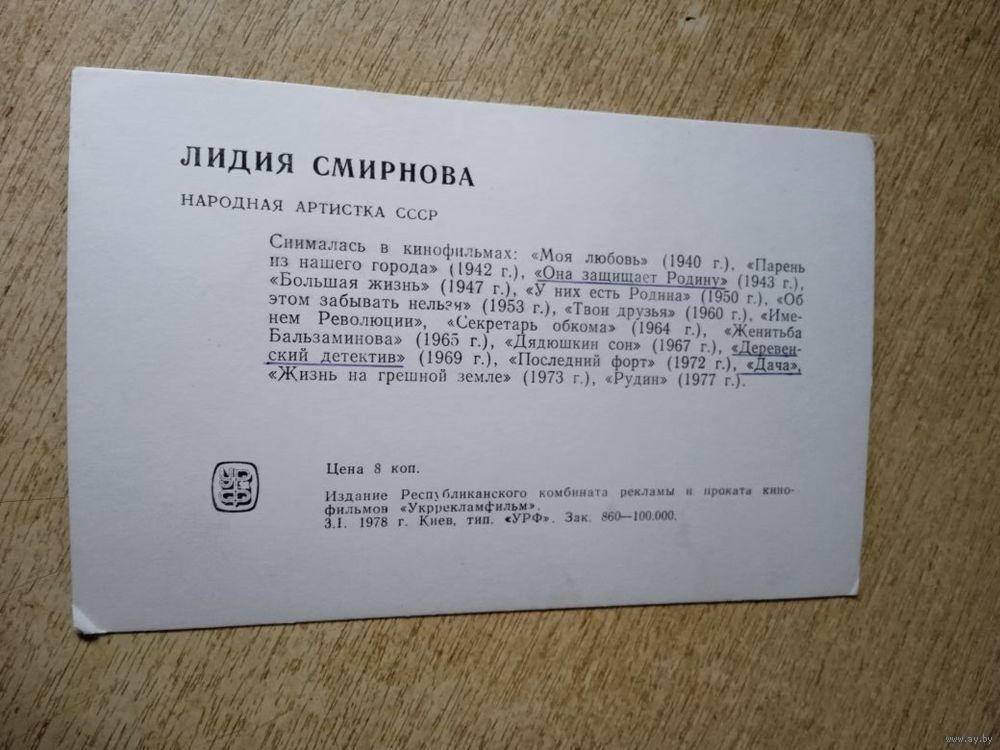 ЛИДИЯ СМИРНОВА
НАРОДНАЯ АРТИСТКА СССР
Снималась в кинофильмах: «Моя любовь» (1940 г.), «Парень
из нашего города» (1942 г.), «Она защищает Родину» (1943 г.),
«Большая жизнь» (1947 г.), «У них есть Родина» (1950 г.), «Об
этом забывать нельзя» (1953 г.), «Твои друзья» (1960 г.), «Име-
нем Революции», «Секретарь обкома» (1964 г.), «Женитьба
Бальзаминова» (1965 г.), «Дядюшкин сон» (1967 г.), «Деревен-
ский детектив» (1969 г.), «Последний форт» (1972 г.), «Дача»,
«Жизнь на грешной земле» (1973 г.), «Рудин» (1977 г.).
Цена 8 коп.
Издание Республиканского комбината рекламы и проката кино-
фильмов «Укррекламфильм».
3.I. 1978 г. Киев, тип. «УРФ». Зак. 860—100.000.
www.ay.by